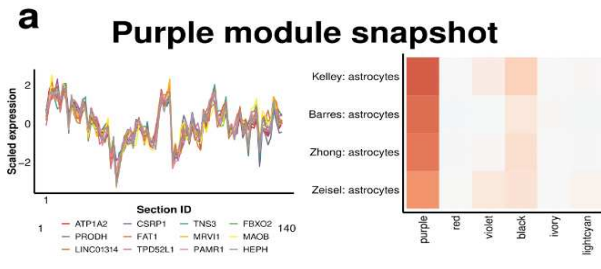 a
Purple module snapshot
Scaled expression
2
0
−2
1
Section ID
1
140
ATP1A2 CSRP1 TNS3 FBXO2
PRODH FAT1 MRVI1 MAOB
LINC01314 TPD52L1 PAMR1 HEPH
Kelley: astrocytes
Barres: astrocytes
Zhong: astrocytes
Zeisel: astrocytes
purple
red
violet
black
ivory
lightcyan